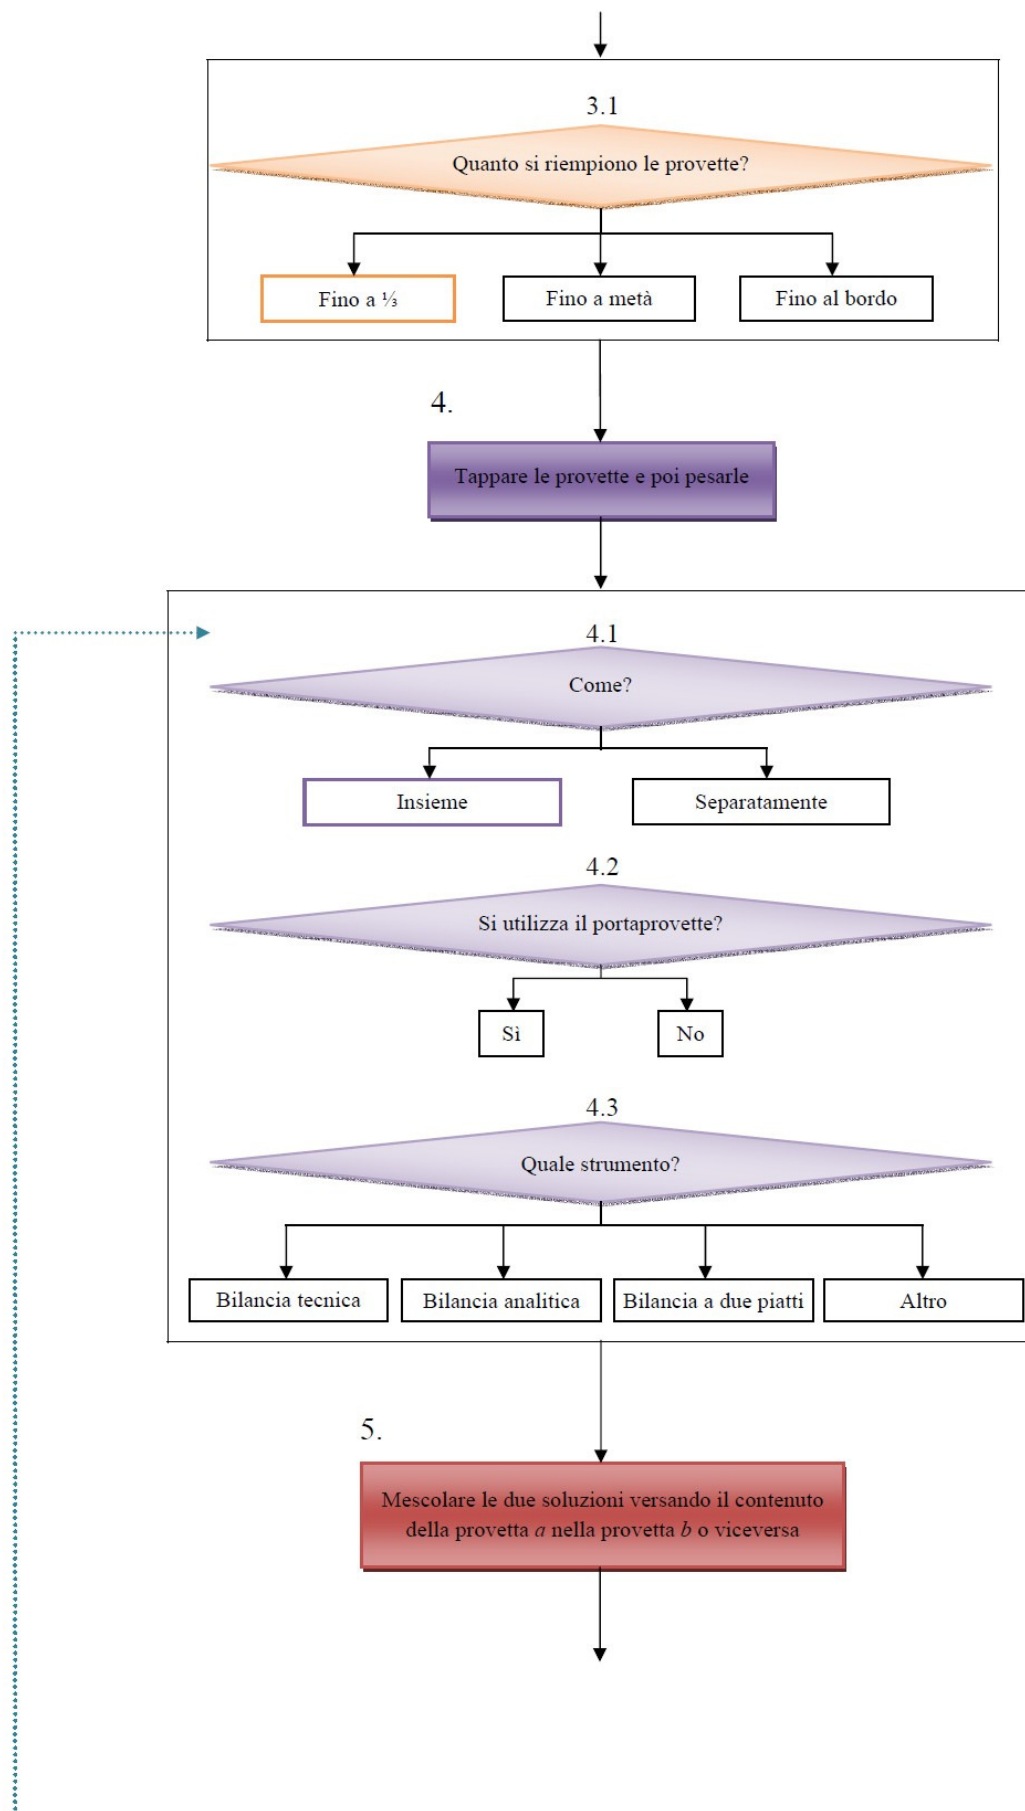 3.1
Quanto si riempiono le provette?
Fino a ⅓
Fino a metà
Fino al bordo
4.
Tappare le provette e poi pesarle
4.1
Come?
Insieme
Separatamente
4.2
Si utilizza il portaprovette?
Sì
No
4.3
Quale strumento?
Bilancia tecnica
Bilancia analitica
Bilancia a due piatti
Altro
5.
Mescolare le due soluzioni versando il contenuto
della provetta a nella provetta b o viceversa